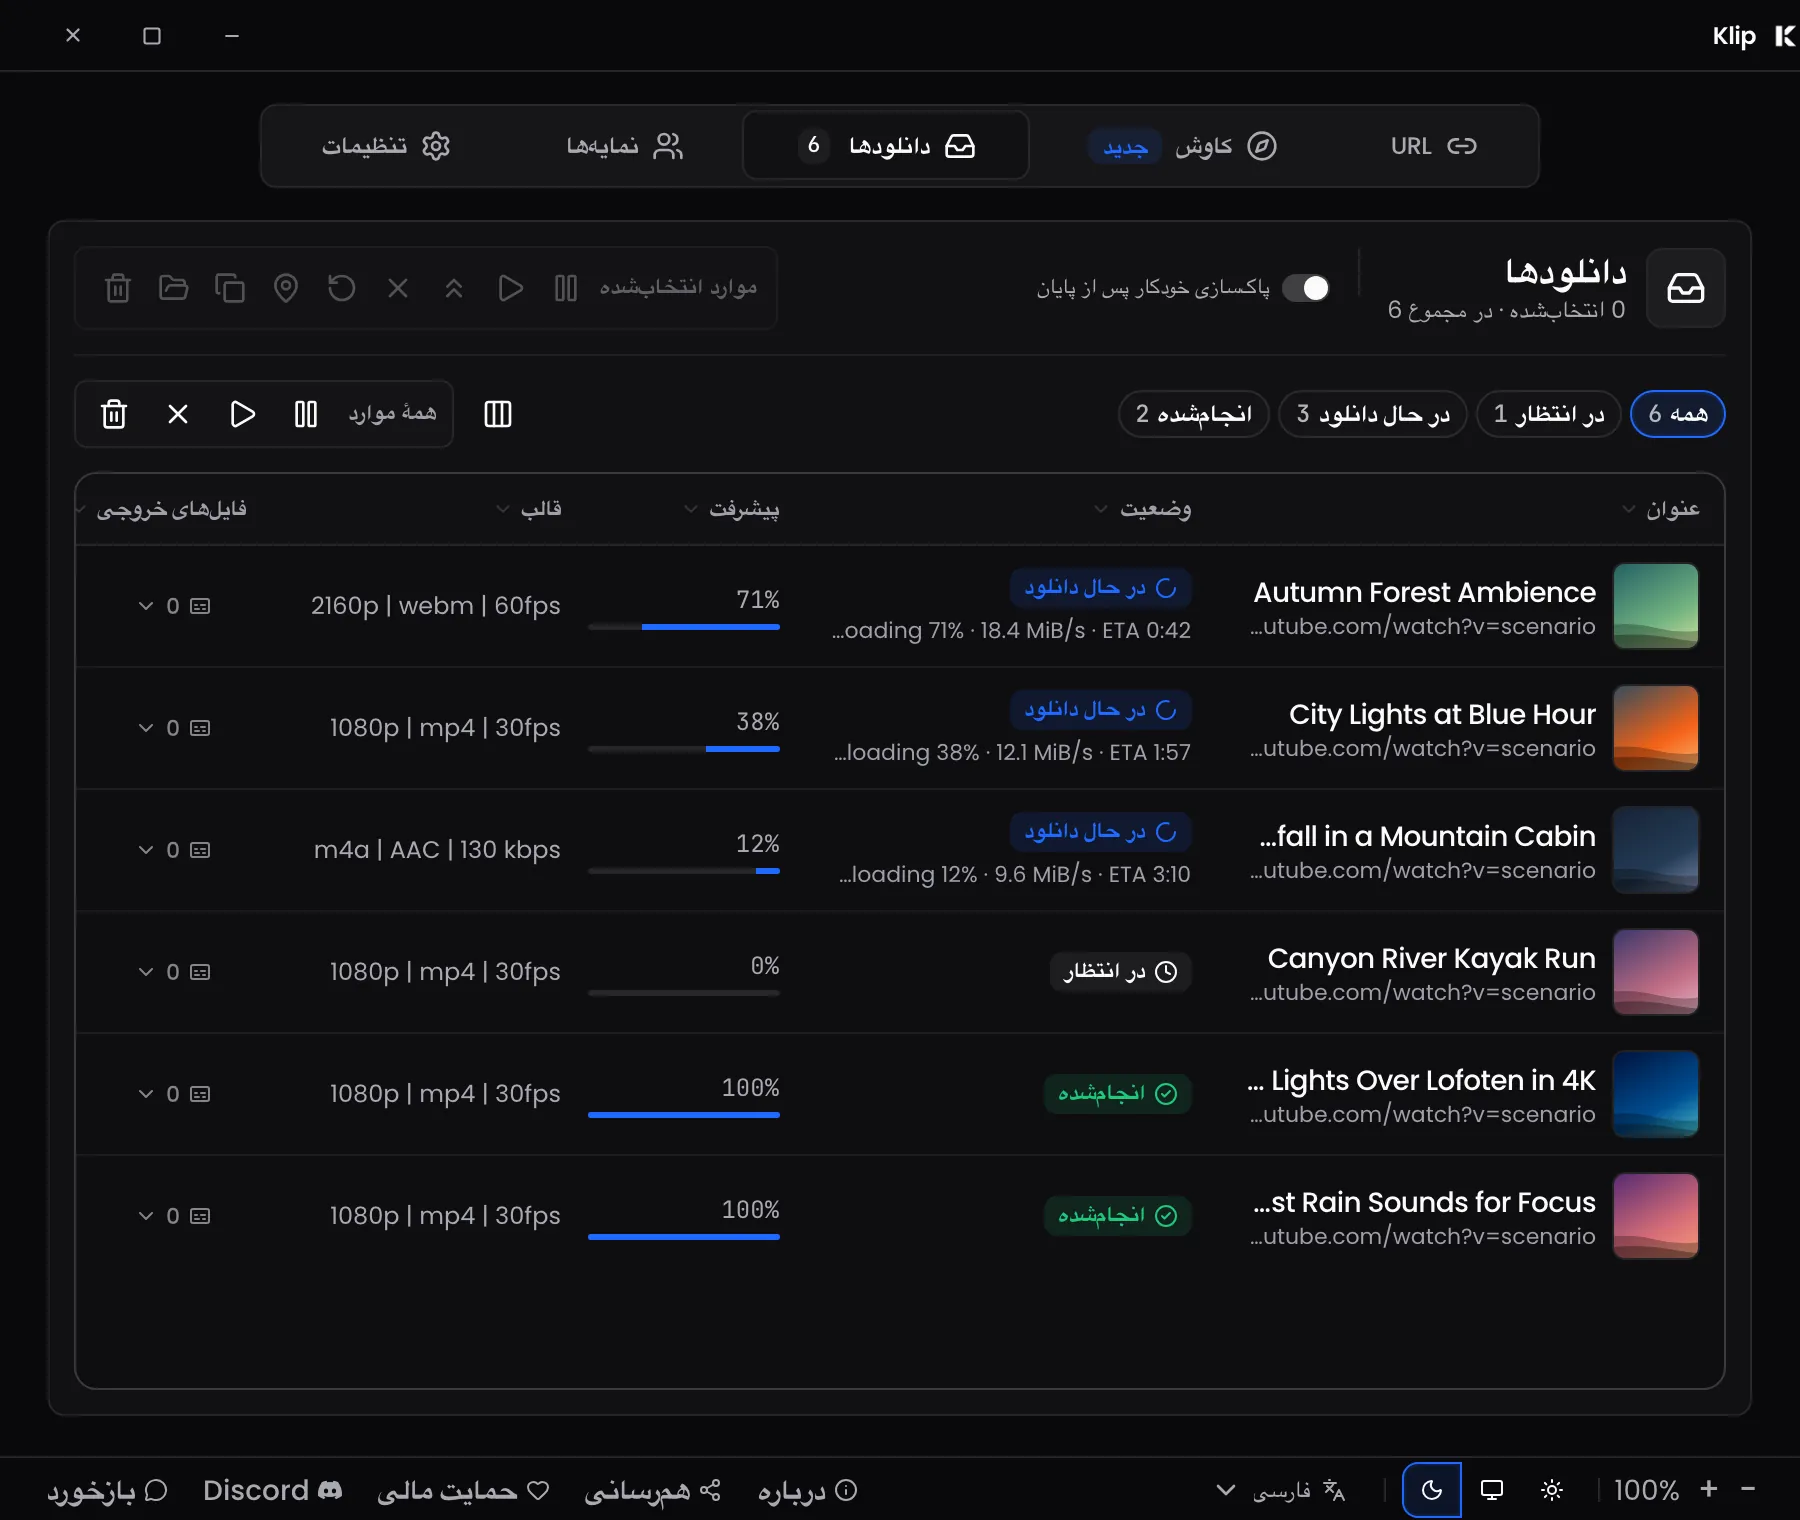 Klip
URL
کاوش جدید
دانلودها 6
نمایه‌ها
تنظیمات
دانلودها
0 انتخاب‌شده · در مجموع 6
پاکسازی خودکار پس از پایان
موارد انتخاب‌شده
همه 6
در انتظار 1
در حال دانلود 3
انجام‌شده 2
همهٔ موارد
عنوان
وضعیت
پیشرفت
قالب
فایل‌های خروجی
Autumn Forest Ambience
...utube.com/watch?v=scenario
در حال دانلود
...oading 71% · 18.4 MiB/s · ETA 0:42
71%
2160p | webm | 60fps
0
City Lights at Blue Hour
...utube.com/watch?v=scenario
در حال دانلود
...loading 38% · 12.1 MiB/s · ETA 1:57
38%
1080p | mp4 | 30fps
0
...fall in a Mountain Cabin
...utube.com/watch?v=scenario
در حال دانلود
...loading 12% · 9.6 MiB/s · ETA 3:10
12%
m4a | AAC | 130 kbps
0
Canyon River Kayak Run
...utube.com/watch?v=scenario
در انتظار
0%
1080p | mp4 | 30fps
0
... Lights Over Lofoten in 4K
...utube.com/watch?v=scenario
انجام‌شده
100%
1080p | mp4 | 30fps
0
...st Rain Sounds for Focus
...utube.com/watch?v=scenario
انجام‌شده
100%
1080p | mp4 | 30fps
0
100%
فارسی
درباره
هم‌رسانی
حمایت مالی
Discord
بازخورد